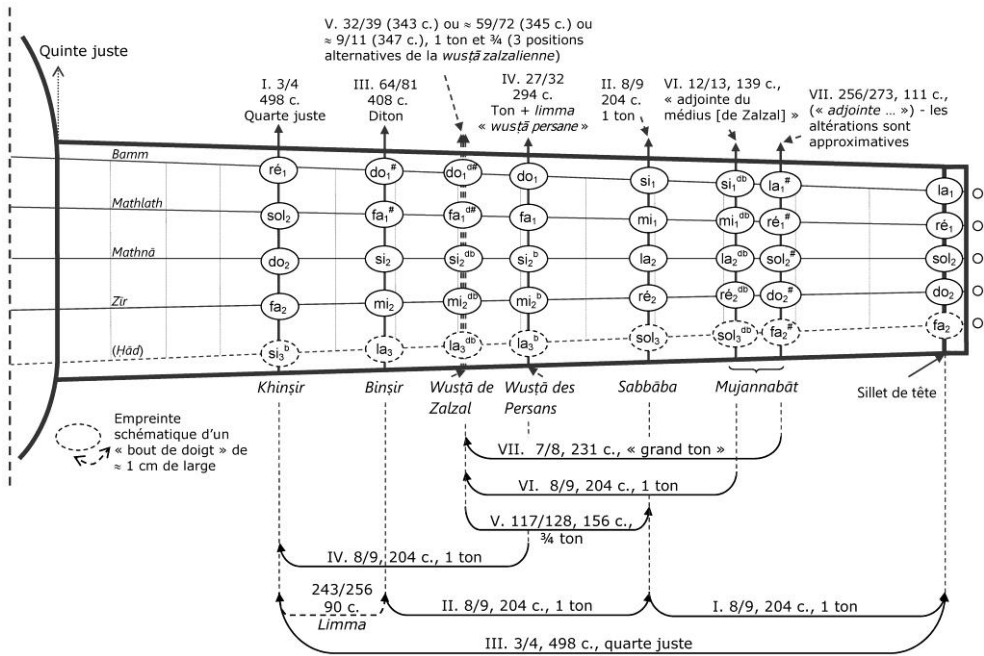 V. 32/39 (343 c.) ou ≈ 59/72 (345 c.) ou
≈ 9/11 (347 c.), 1 ton et ¾ (3 positions
alternatives de la wusṭā zalzalienne)
Quinte juste
I. 3/4
498 c.
Quarte juste
III. 64/81
408 c.
Diton
IV. 27/32
294 c.
Ton + limma
« wusṭā persane »
II. 8/9
204 c.
1 ton
VI. 12/13, 139 c.,
« adjointe du
médius [de Zalzal] »
VII. 256/273, 111 c.,
(« adjointe ... ») - les
altérations sont
approximatives
Bamm
ré₁ do₁# do₁d# do₁ si₁ si₁db la₁# la₁
Mathlath
sol₂ fa₁# fa₁d# fa₁ mi₁ mi₁db ré₁# ré₁
Mathnā
do₂ si₂ si₂db si₂b la₂ la₂db sol₂# sol₂
Zīr
fa₂ mi₂ mi₂db mi₂b ré₂ ré₂db do₂# do₂
(Ḥād)
si₃b la₃ la₃db la₃b sol₃ sol₃db fa₂# fa₂
Khinṣir
Binṣir
Wusṭā de
Zalzal
Wusṭā des
Persans
Sabbāba
Mujannabāt
Sillet de tête
Empreinte
schématique d'un
« bout de doigt » de
≈ 1 cm de large
VII. 7/8, 231 c., « grand ton »
VI. 8/9, 204 c., 1 ton
V. 117/128, 156 c.,
¾ ton
IV. 8/9, 204 c., 1 ton
243/256
90 c.
Limma
II. 8/9, 204 c., 1 ton
I. 8/9, 204 c., 1 ton
III. 3/4, 498 c., quarte juste